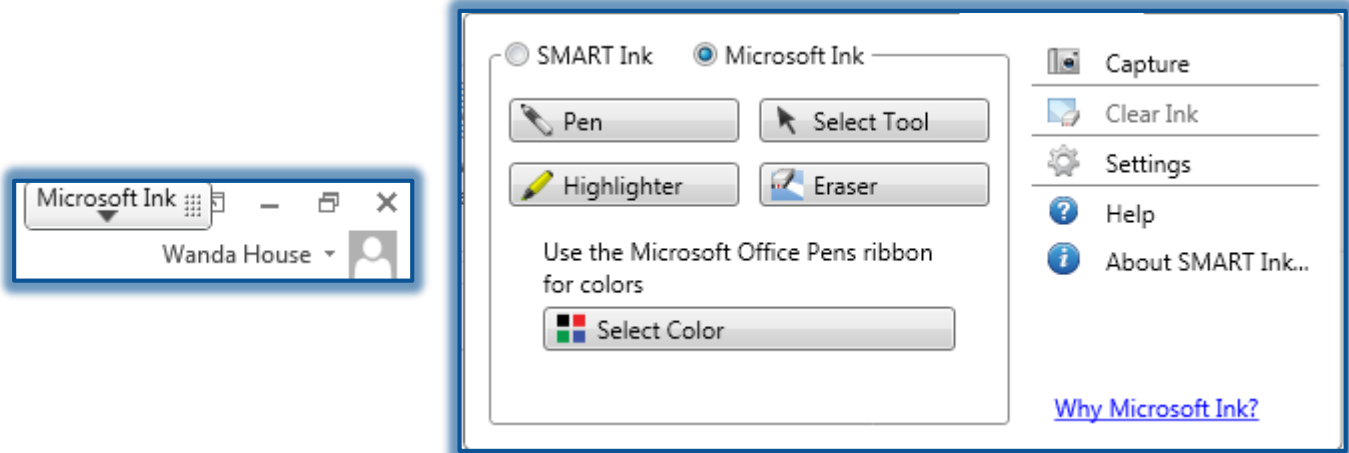 Microsoft Ink
Wanda House
SMART Ink Microsoft Ink
Pen Select Tool
Highlighter Eraser
Use the Microsoft Office Pens ribbon
for colors
Select Color
Capture
Clear Ink
Settings
Help
About SMART Ink...
Why Microsoft Ink?